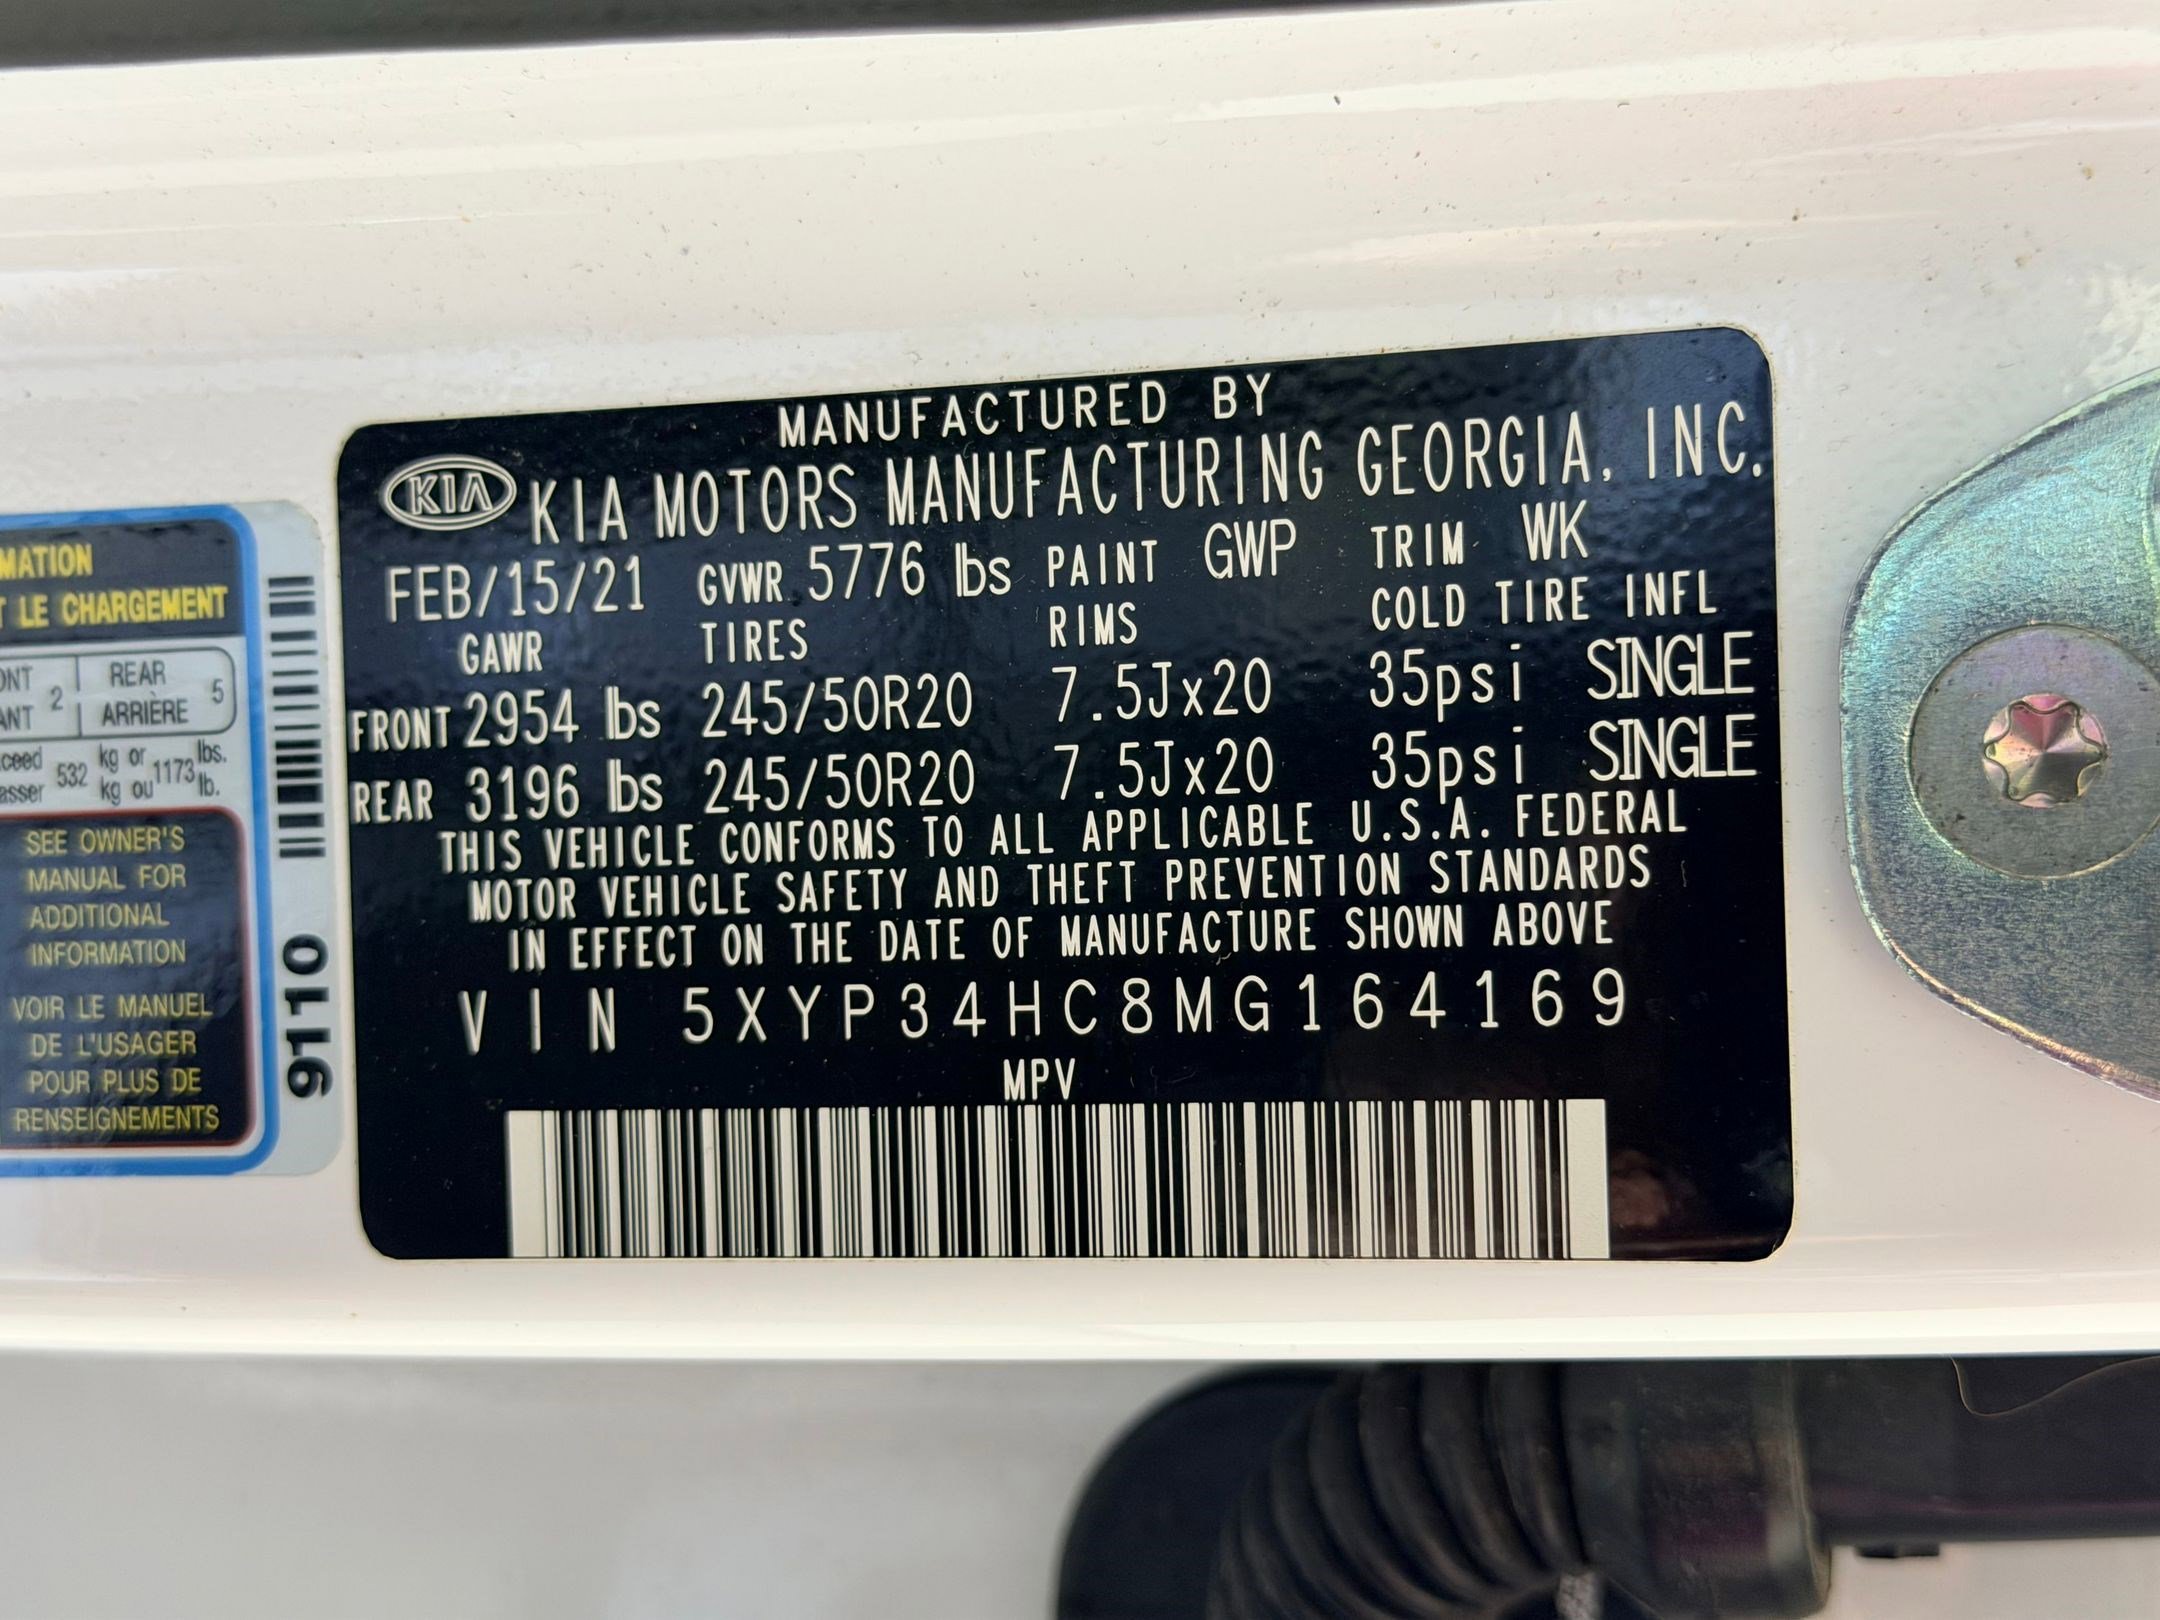 MANUFACTURED BY
KIA KIA MOTORS MANUFACTURING GEORGIA, INC.
FEB/15/21 GVWR 5776 lbs PAINT GWP TRIM WK
GAWR TIRES RIMS COLD TIRE INFL
FRONT 2954 lbs 245/50R20 7.5Jx20 35psi SINGLE
REAR 3196 lbs 245/50R20 7.5Jx20 35psi SINGLE
THIS VEHICLE CONFORMS TO ALL APPLICABLE U.S.A. FEDERAL
MOTOR VEHICLE SAFETY AND THEFT PREVENTION STANDARDS
IN EFFECT ON THE DATE OF MANUFACTURE SHOWN ABOVE
VIN 5XYP34HC8MG164169
MPV
MATION
T LE CHARGEMENT
ONT 2 REAR 5
ANT ARRIÈRE
ceed 532 kg or 1173 lbs.
asser kg ou lb.
SEE OWNER'S
MANUAL FOR
ADDITIONAL
INFORMATION
VOIR LE MANUEL
DE L'USAGER
POUR PLUS DE
RENSEIGNEMENTS
9110